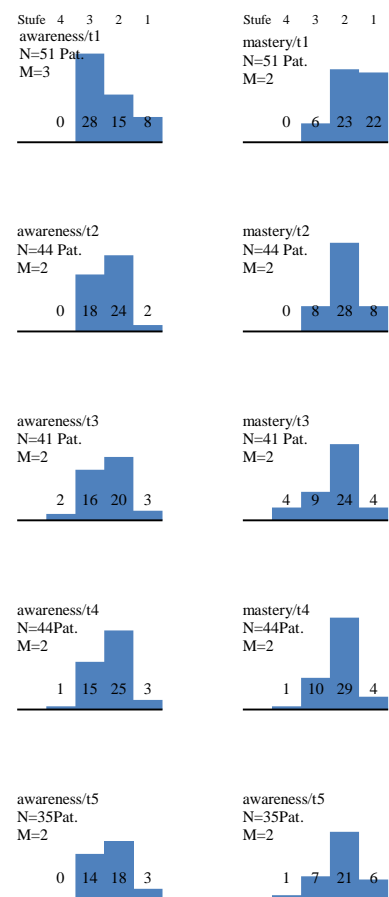 Stufe 4 3 2 1
awareness/t1
N=51 Pat.
M=3
0 28 15 8
Stufe 4 3 2 1
mastery/t1
N=51 Pat.
M=2
0 6 23 22
awareness/t2
N=44 Pat.
M=2
0 18 24 2
mastery/t2
N=44 Pat.
M=2
0 8 28 8
awareness/t3
N=41 Pat.
M=2
2 16 20 3
mastery/t3
N=41 Pat.
M=2
4 9 24 4
awareness/t4
N=44Pat.
M=2
1 15 25 3
mastery/t4
N=44Pat.
M=2
1 10 29 4
awareness/t5
N=35Pat.
M=2
0 14 18 3
awareness/t5
N=35Pat.
M=2
1 7 21 6